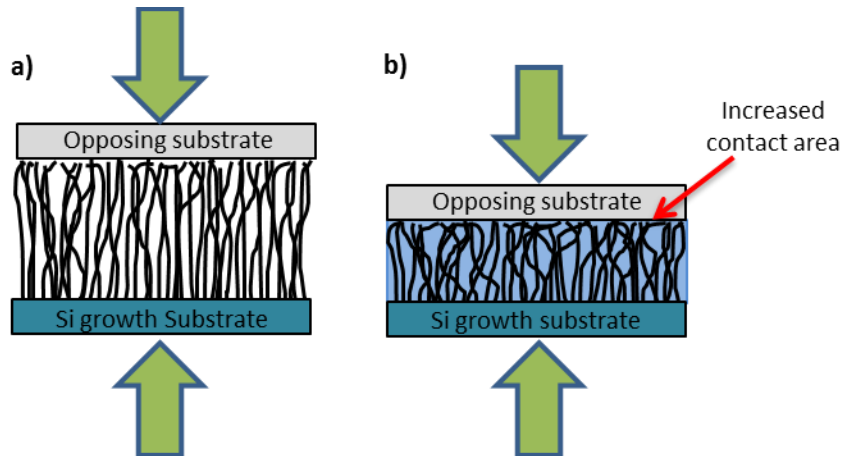 a)
Opposing substrate
Si growth Substrate
b)
Increased
contact area
Opposing substrate
Si growth substrate